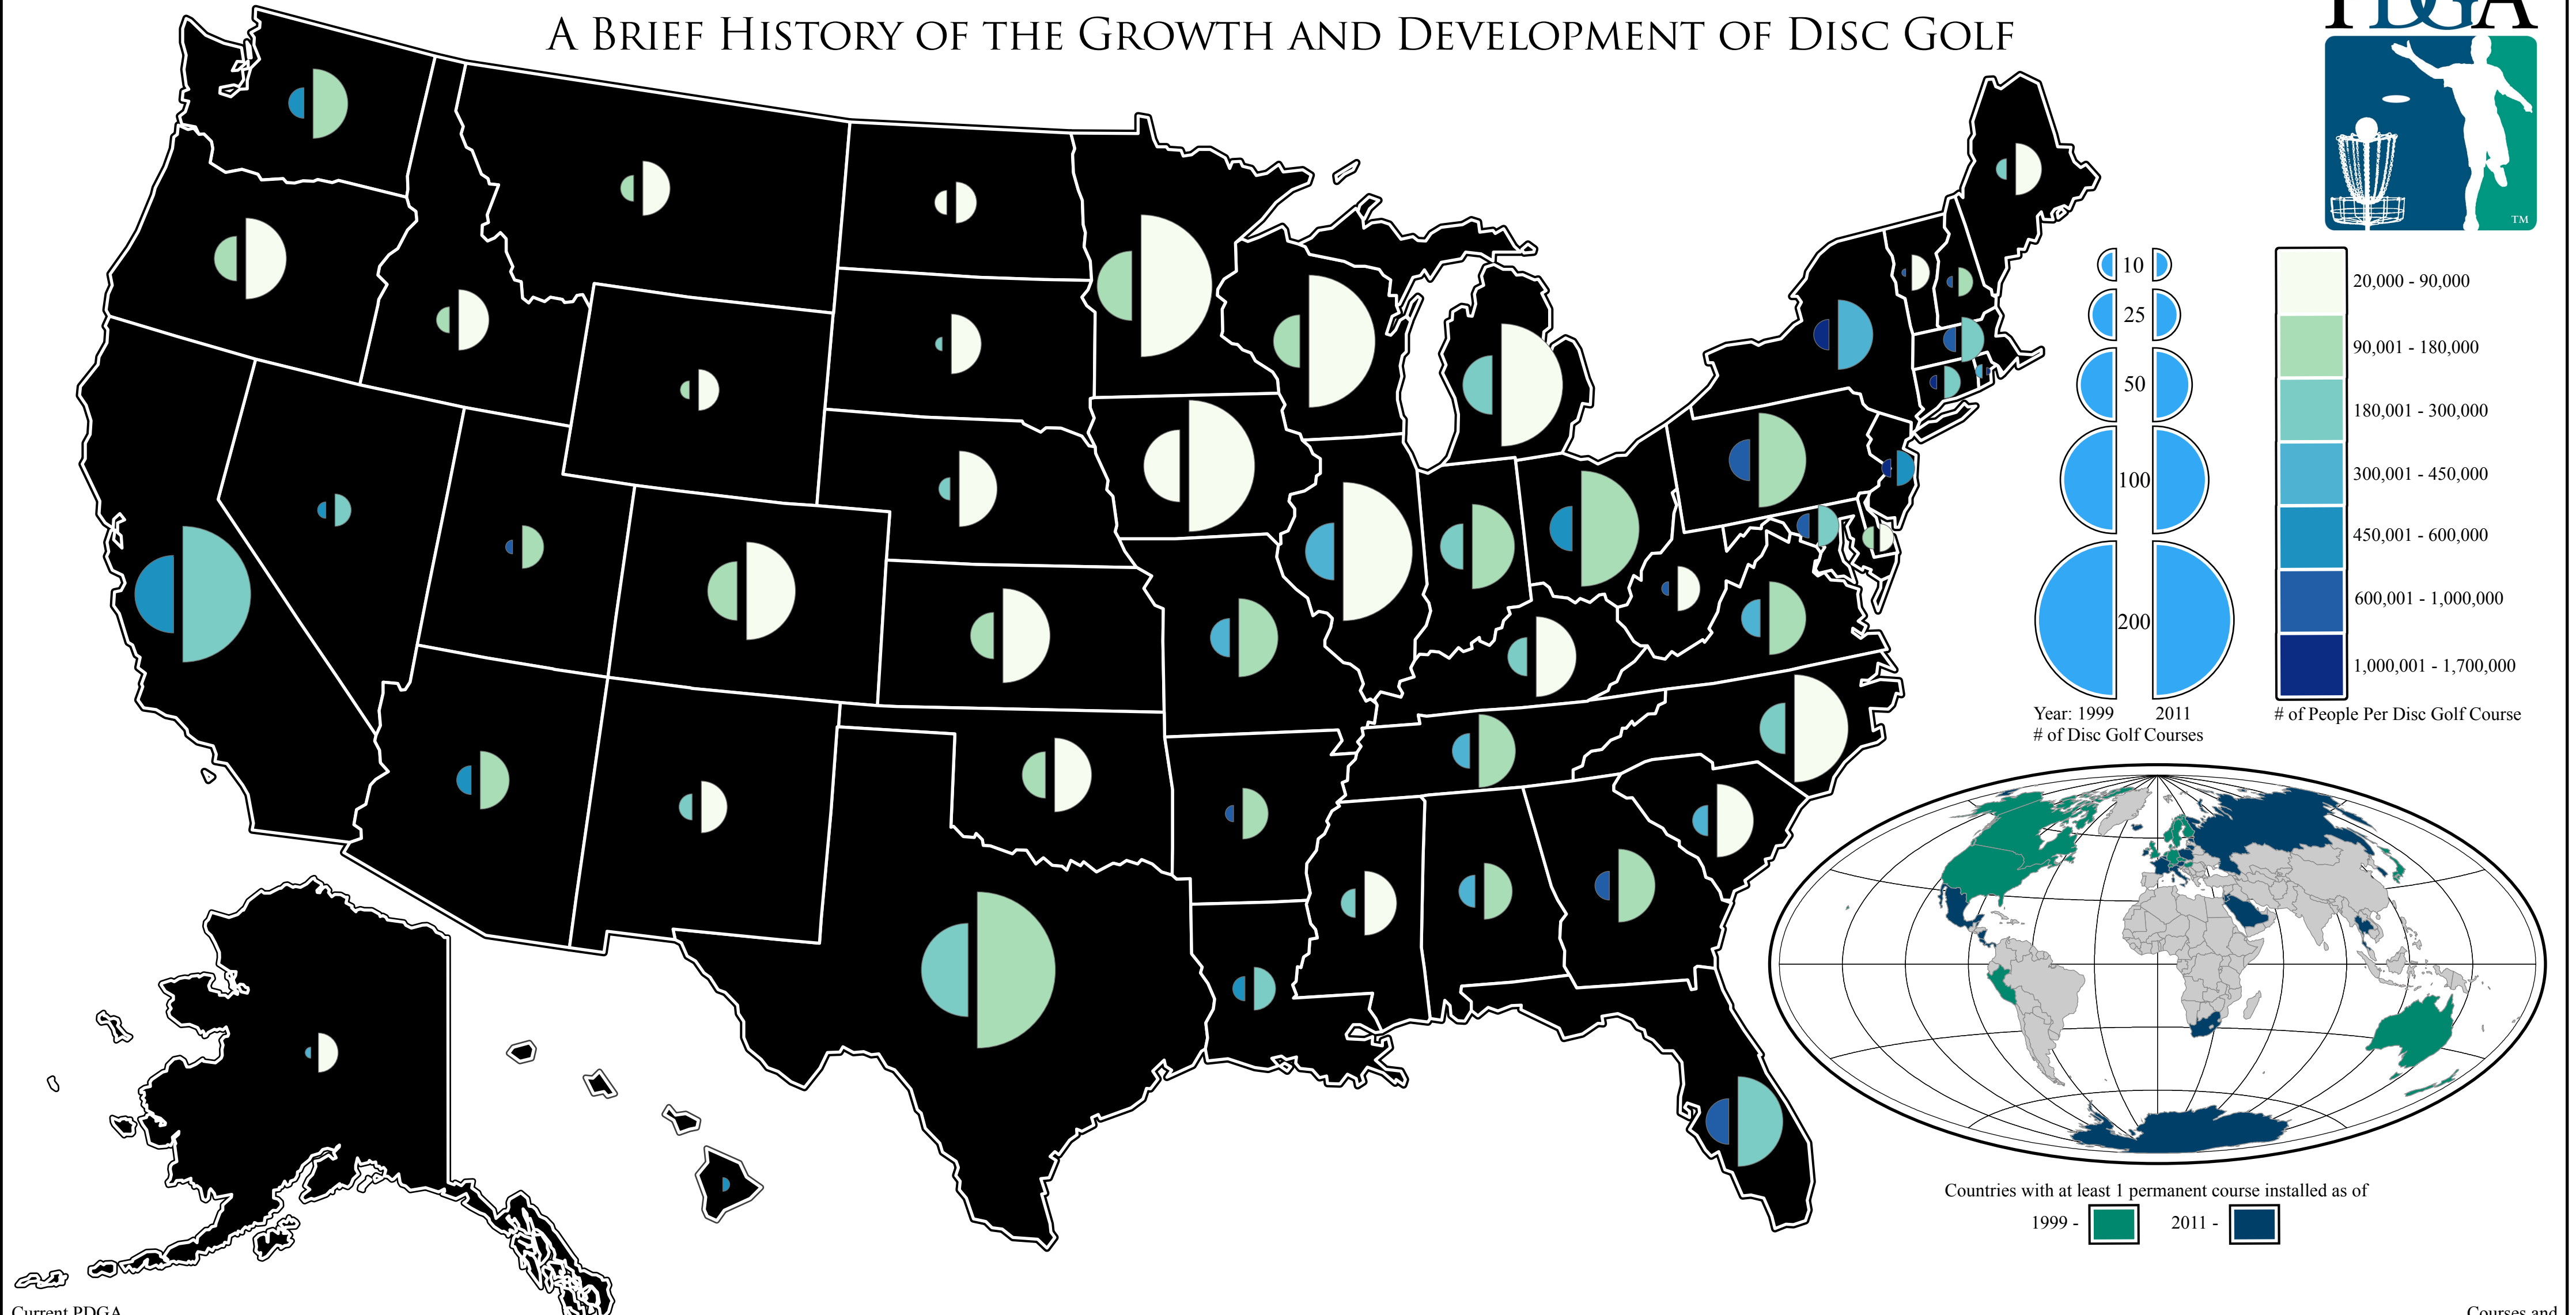 A Brief History of the Growth and Development of Disc Golf
PDGA
TM
10
25
50
100
200
Year: 1999 2011
# of Disc Golf Courses
20,000 - 90,000
90,001 - 180,000
180,001 - 300,000
300,001 - 450,000
450,001 - 600,000
600,001 - 1,000,000
1,000,001 - 1,700,000
# of People Per Disc Golf Course
Countries with at least 1 permanent course installed as of
1999 - 2011 -
Current PDGA
Courses and